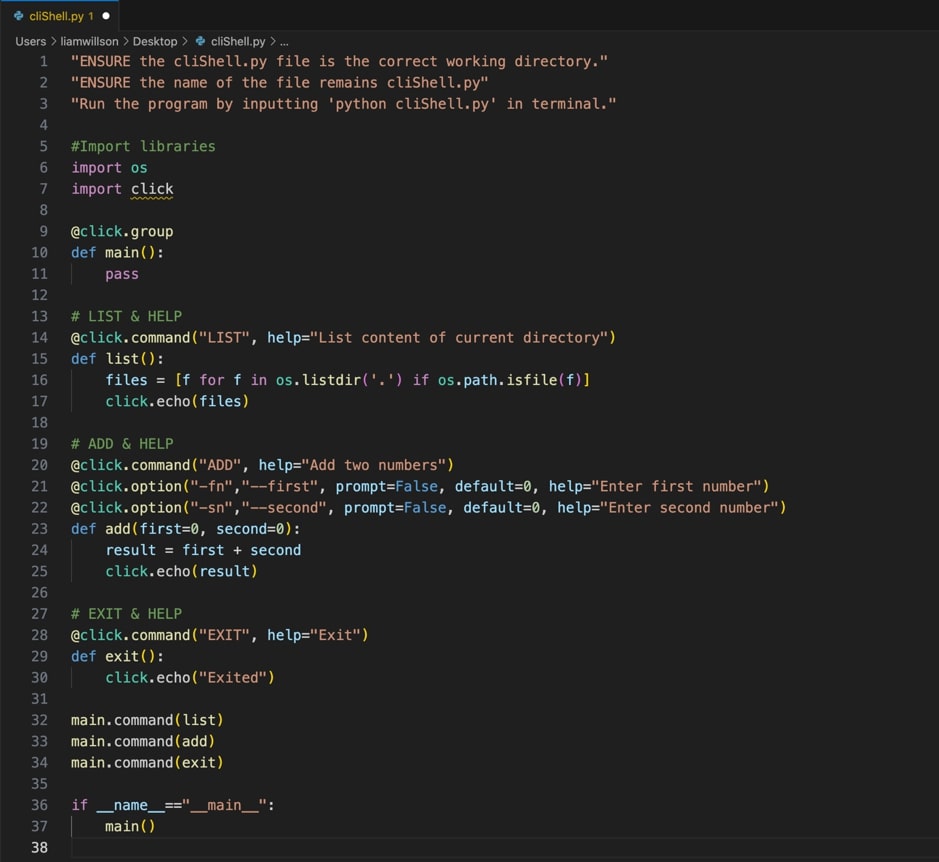 cliShell.py 1
Users > liamwillson > Desktop > cliShell.py > ...
1 "ENSURE the cliShell.py file is the correct working directory."
2 "ENSURE the name of the file remains cliShell.py"
3 "Run the program by inputting 'python cliShell.py' in terminal."
4
5 #Import libraries
6 import os
7 import click
8
9 @click.group
10 def main():
11     pass
12
13 # LIST & HELP
14 @click.command("LIST", help="List content of current directory")
15 def list():
16     files = [f for f in os.listdir('.') if os.path.isfile(f)]
17     click.echo(files)
18
19 # ADD & HELP
20 @click.command("ADD", help="Add two numbers")
21 @click.option("-fn","--first", prompt=False, default=0, help="Enter first number")
22 @click.option("-sn","--second", prompt=False, default=0, help="Enter second number")
23 def add(first=0, second=0):
24     result = first + second
25     click.echo(result)
26
27 # EXIT & HELP
28 @click.command("EXIT", help="Exit")
29 def exit():
30     click.echo("Exited")
31
32 main.command(list)
33 main.command(add)
34 main.command(exit)
35
36 if __name__=="__main__":
37     main()
38